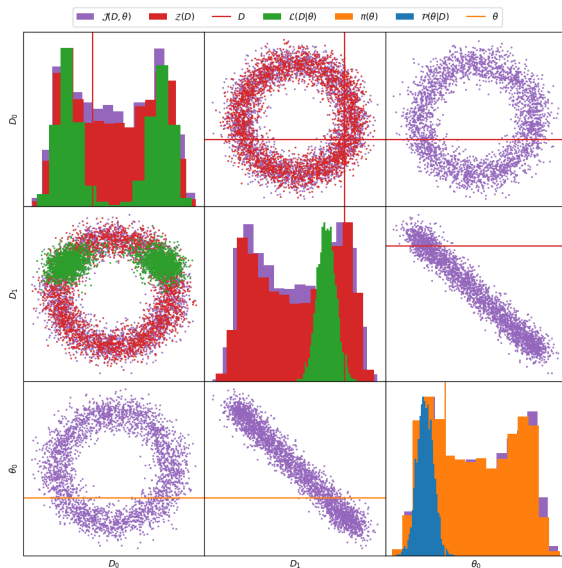 𝒥(D, θ) 𝒵(D) D ℒ(D|θ) π(θ) 𝒫(θ|D) θ
D₀
D₁
θ₀
D₀ D₁ θ₀